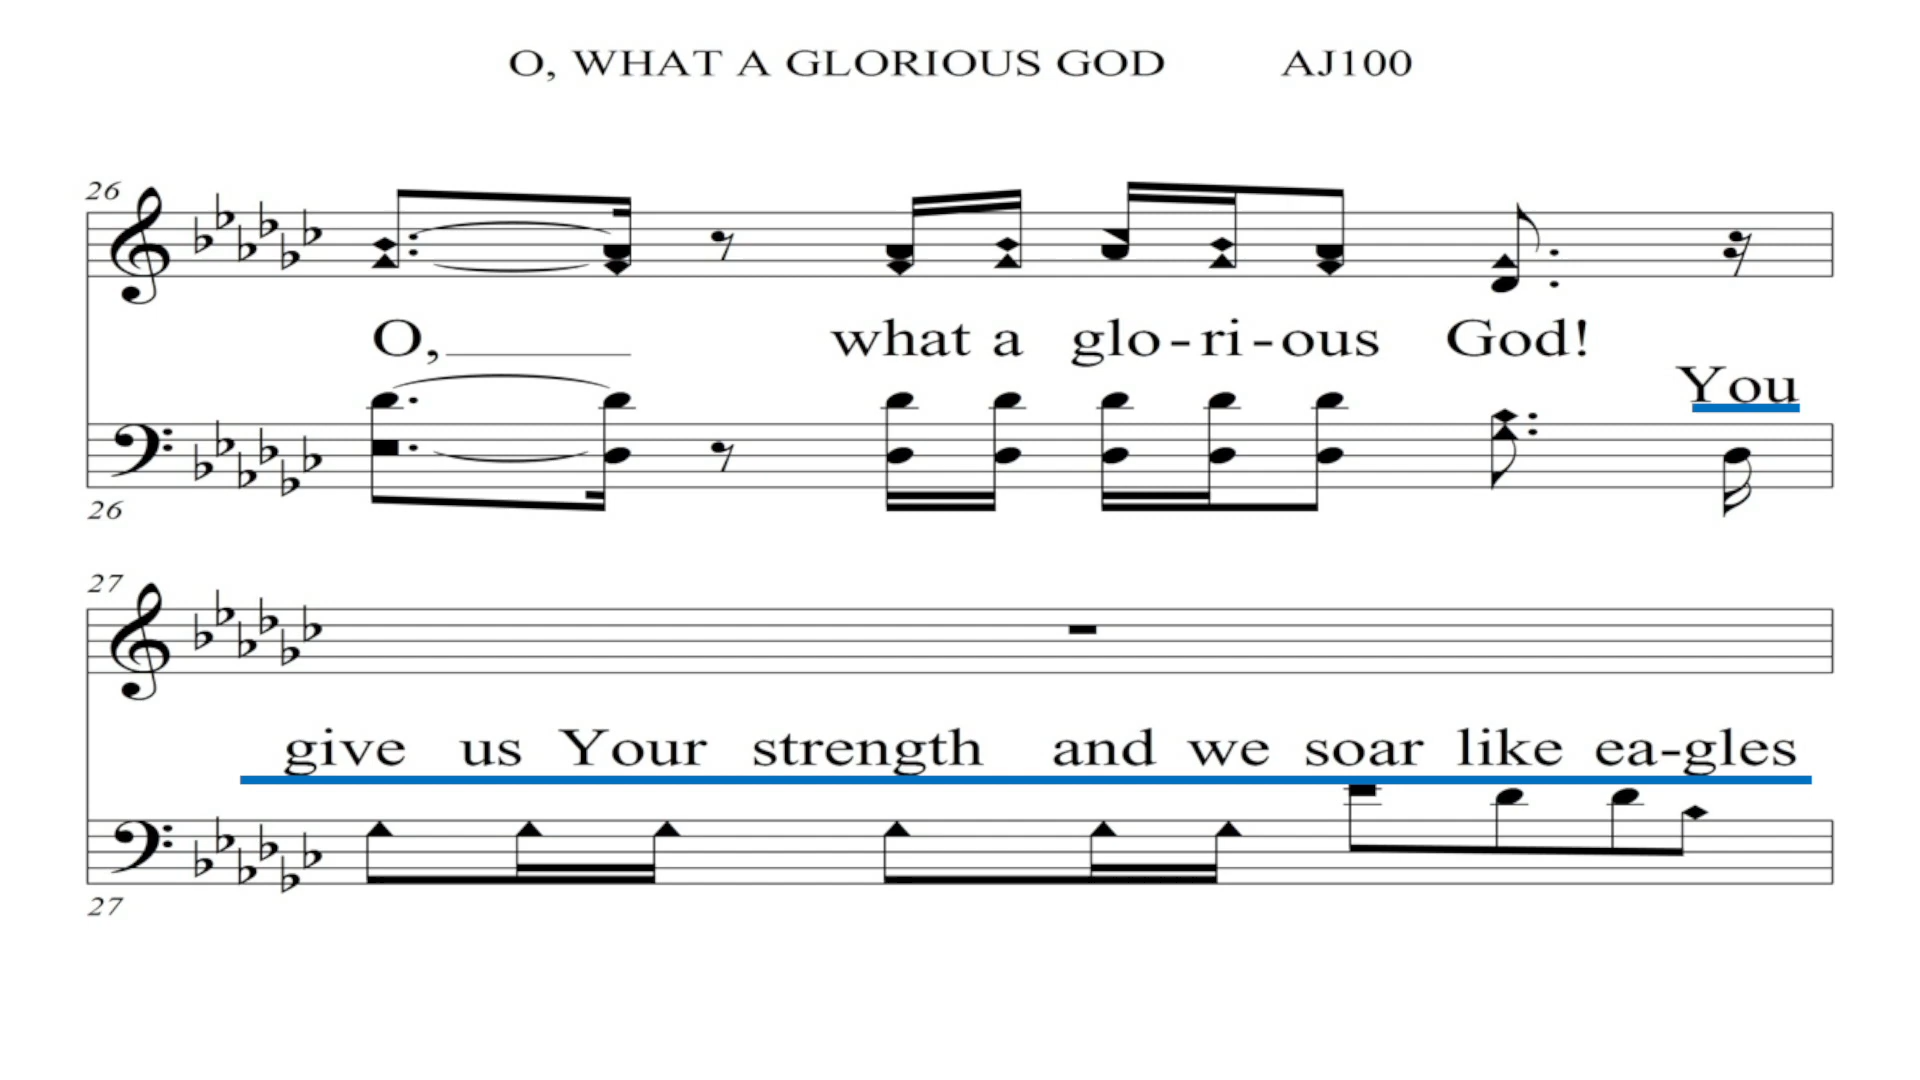 O, WHAT A GLORIOUS GOD AJ100
26
O, what a glo-ri-ous God!
You
26
27
give us Your strength and we soar like ea-gles
27